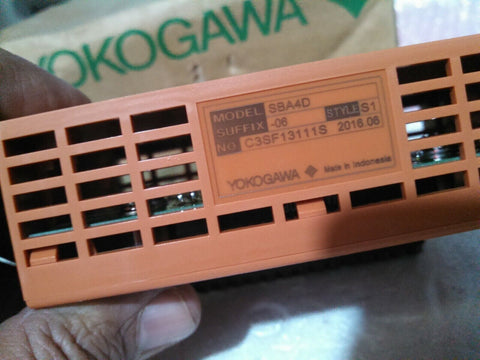 YOKOGAWA
MODEL SBA4D
SUFFIX -06 STYLE S1
NO. C3SF13111S 2016.06
YOKOGAWA Made in Indonesia